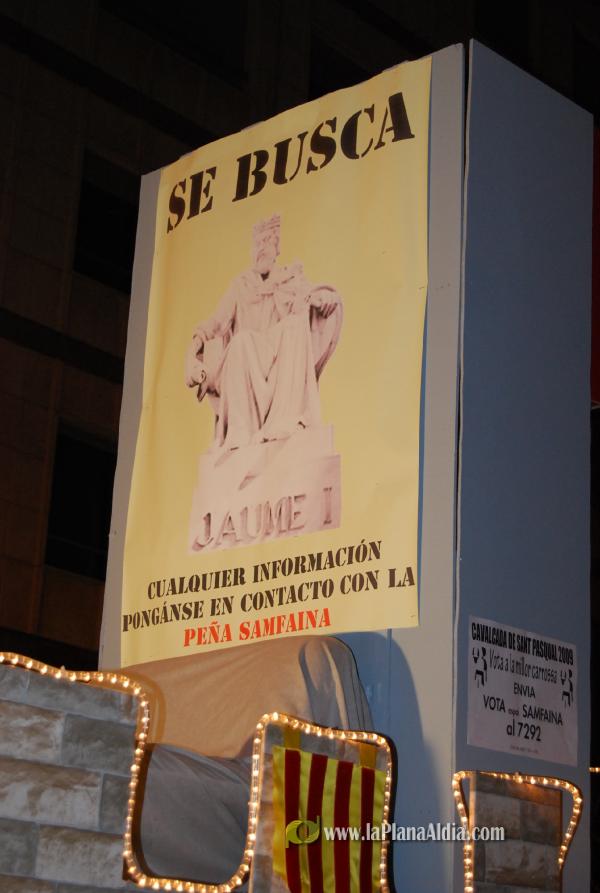 SE BUSCA
JAUME I
CUALQUIER INFORMACIÓN
PONGÁNSE EN CONTACTO CON LA
PEÑA SAMFAINA
CAVALCADA DE SANT PASQUAL 2009
Vota a la millor carrossa
ENVIA
VOTA SAMFAINA
al 7292
www.laPlanaAldia.com